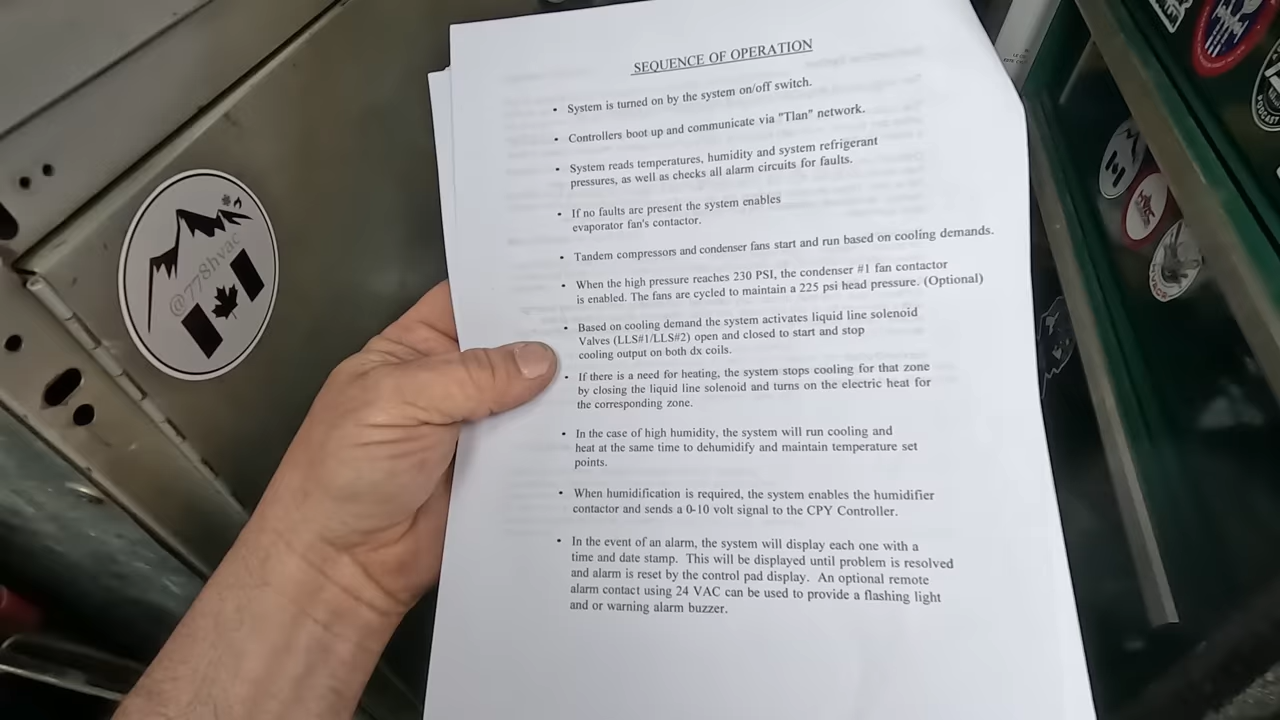 SEQUENCE OF OPERATION
• System is turned on by the system on/off switch.
• Controllers boot up and communicate via "Tlan" network.
• System reads temperatures, humidity and system refrigerant
pressures, as well as checks all alarm circuits for faults.
• If no faults are present the system enables
evaporator fan's contactor.
• Tandem compressors and condenser fans start and run based on cooling demands.
• When the high pressure reaches 230 PSI, the condenser #1 fan contactor
is enabled. The fans are cycled to maintain a 225 psi head pressure. (Optional)
• Based on cooling demand the system activates liquid line solenoid
Valves (LLS#1/LLS#2) open and closed to start and stop
cooling output on both dx coils.
• If there is a need for heating, the system stops cooling for that zone
by closing the liquid line solenoid and turns on the electric heat for
the corresponding zone.
• In the case of high humidity, the system will run cooling and
heat at the same time to dehumidify and maintain temperature set
points.
• When humidification is required, the system enables the humidifier
contactor and sends a 0-10 volt signal to the CPY Controller.
• In the event of an alarm, the system will display each one with a
time and date stamp. This will be displayed until problem is resolved
and alarm is reset by the control pad display. An optional remote
alarm contact using 24 VAC can be used to provide a flashing light
and or warning alarm buzzer.
@778hvac